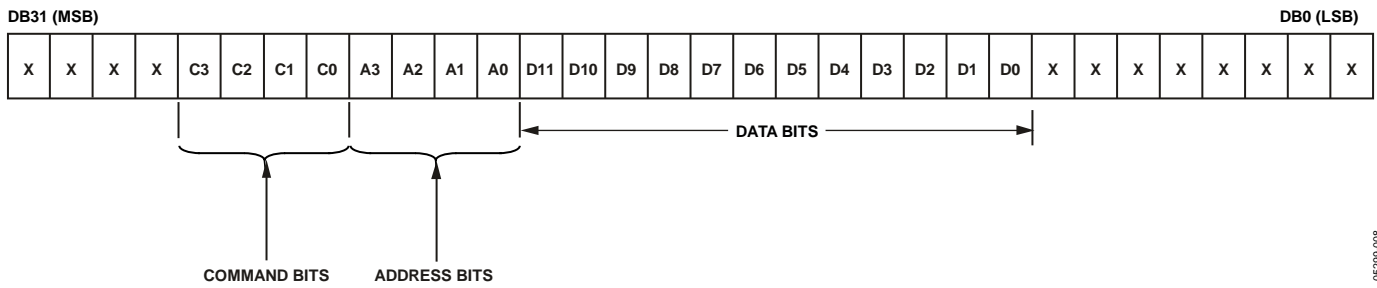 DB31 (MSB) DB0 (LSB)
X X X X C3 C2 C1 C0 A3 A2 A1 A0 D11 D10 D9 D8 D7 D6 D5 D4 D3 D2 D1 D0 X X X X X X X X
DATA BITS
COMMAND BITS ADDRESS BITS